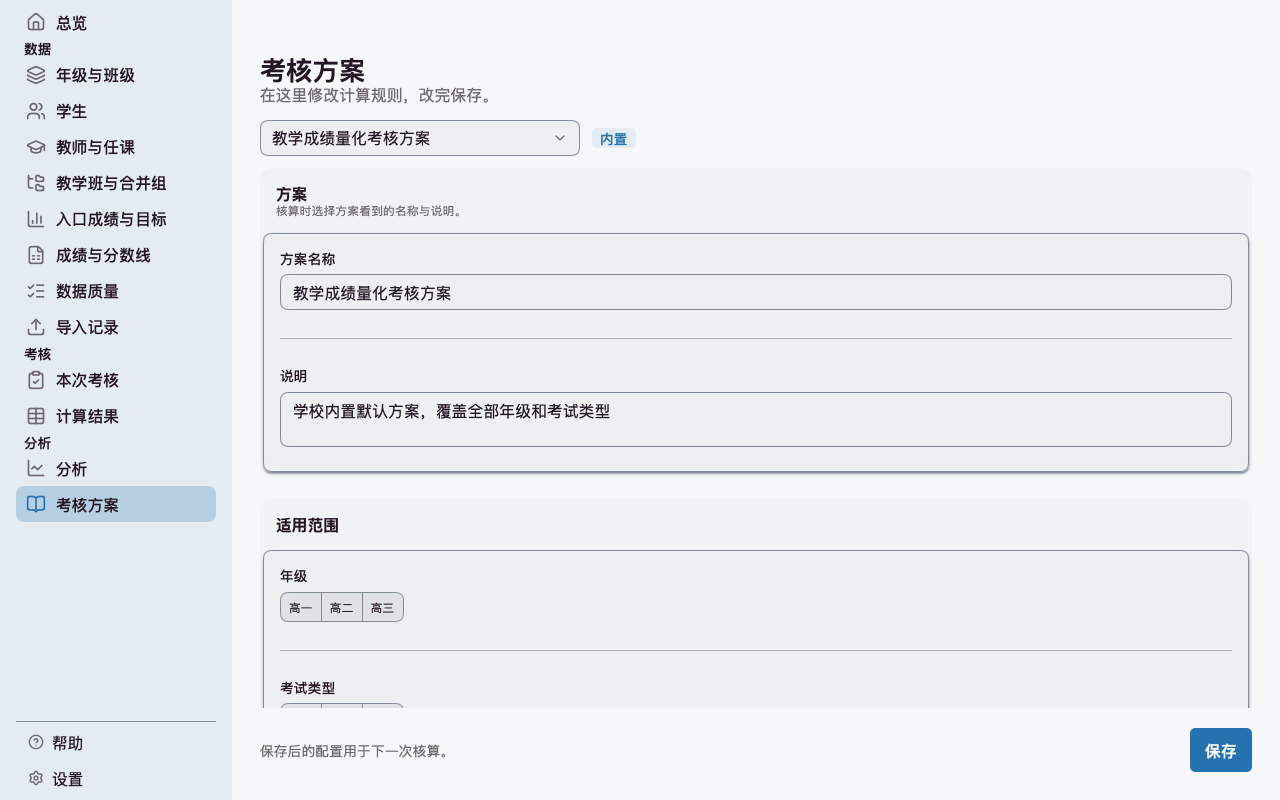 总览
数据
年级与班级
学生
教师与任课
教学班与合并组
入口成绩与目标
成绩与分数线
数据质量
导入记录
考核
本次考核
计算结果
分析
分析
考核方案
帮助
设置
考核方案
在这里修改计算规则，改完保存。
教学成绩量化考核方案
内置
方案
核算时选择方案看到的名称与说明。
方案名称
教学成绩量化考核方案
说明
学校内置默认方案，覆盖全部年级和考试类型
适用范围
年级
高一 高二 高三
考试类型
保存后的配置用于下一次核算。
保存